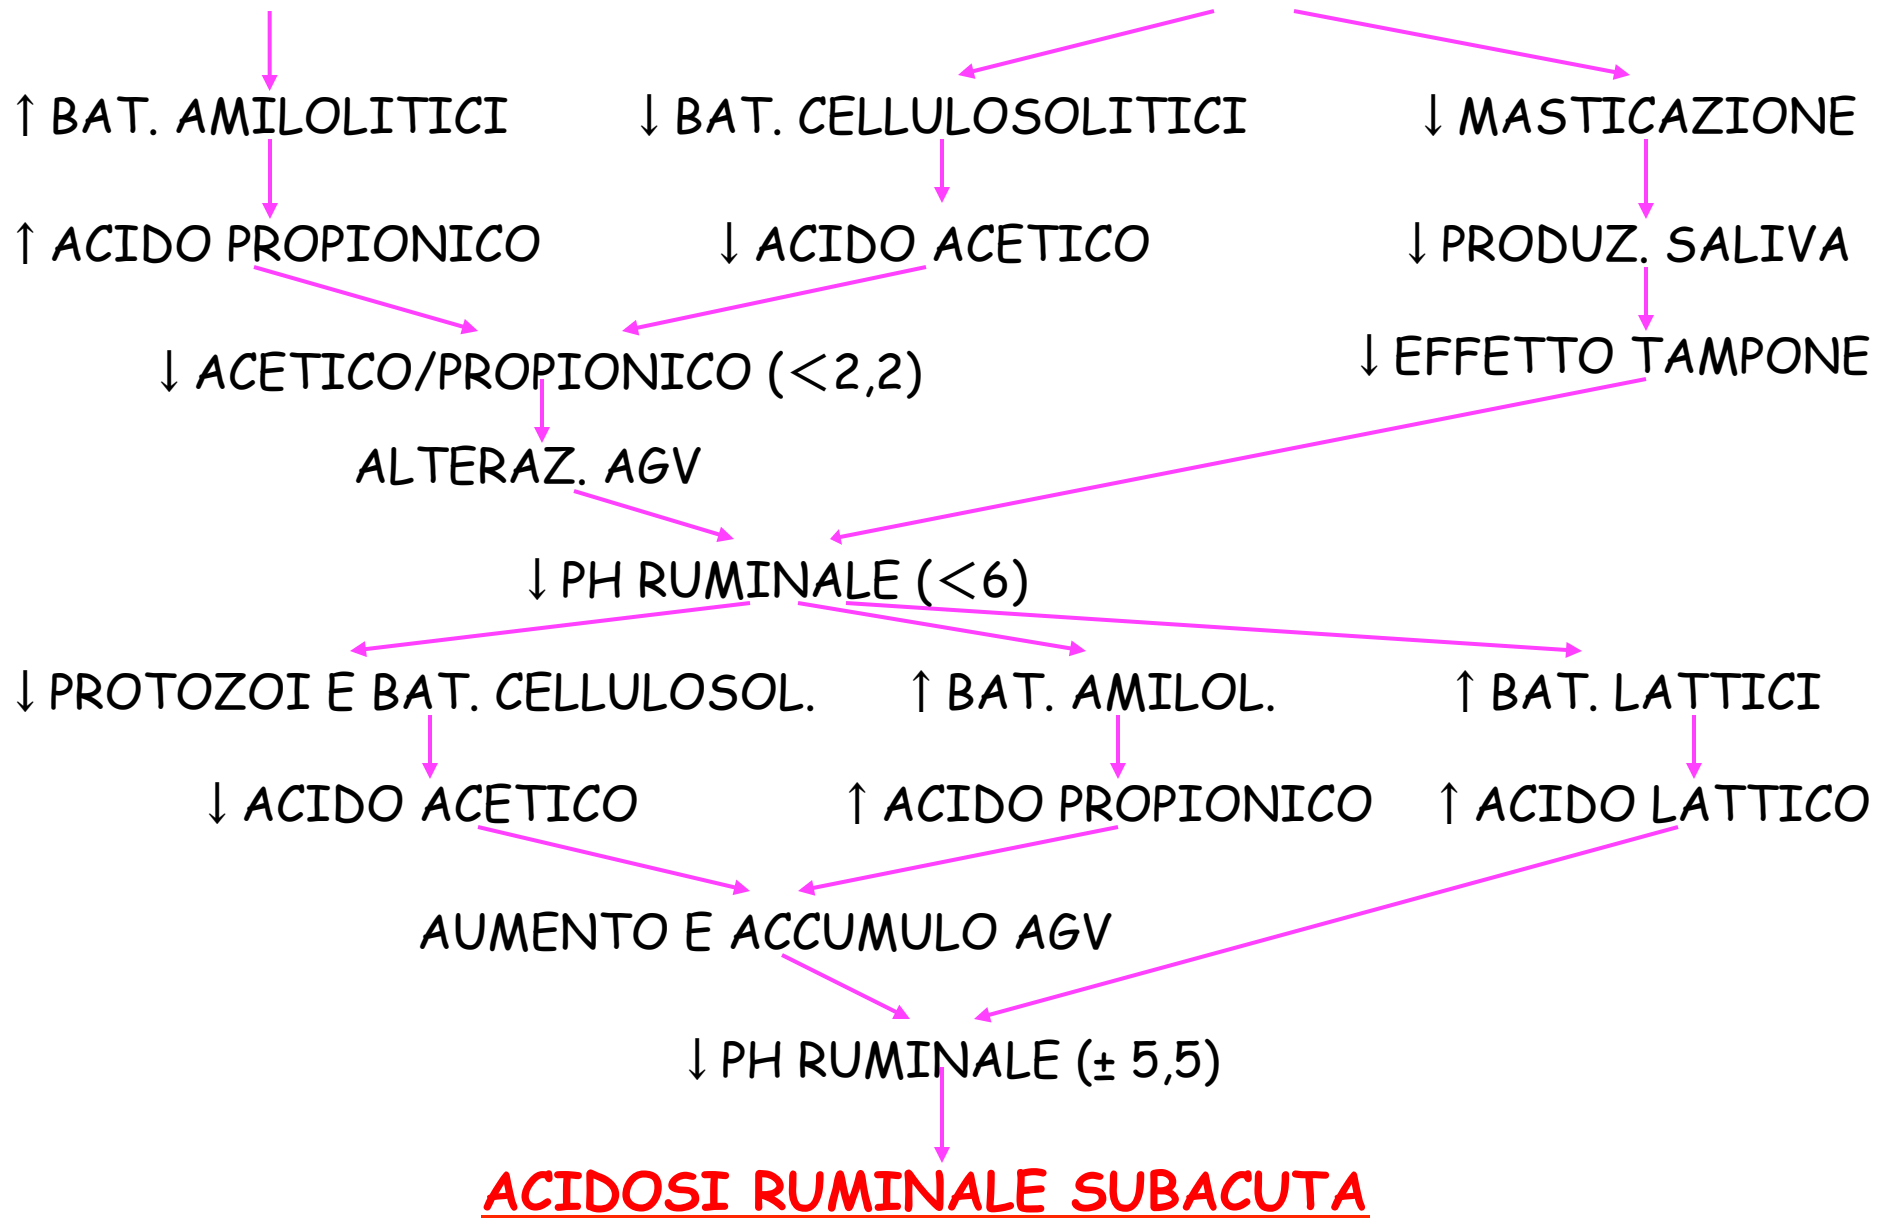 ↑ BAT. AMILOLITICI ↓ BAT. CELLULOSOLITICI ↓ MASTICAZIONE
↑ ACIDO PROPIONICO ↓ ACIDO ACETICO ↓ PRODUZ. SALIVA
↓ ACETICO/PROPIONICO (<2,2) ↓ EFFETTO TAMPONE
ALTERAZ. AGV
↓ PH RUMINALE (<6)
↓ PROTOZOI E BAT. CELLULOSOL. ↑ BAT. AMILOL. ↑ BAT. LATTICI
↓ ACIDO ACETICO ↑ ACIDO PROPIONICO ↑ ACIDO LATTICO
AUMENTO E ACCUMULO AGV
↓ PH RUMINALE (± 5,5)
ACIDOSI RUMINALE SUBACUTA